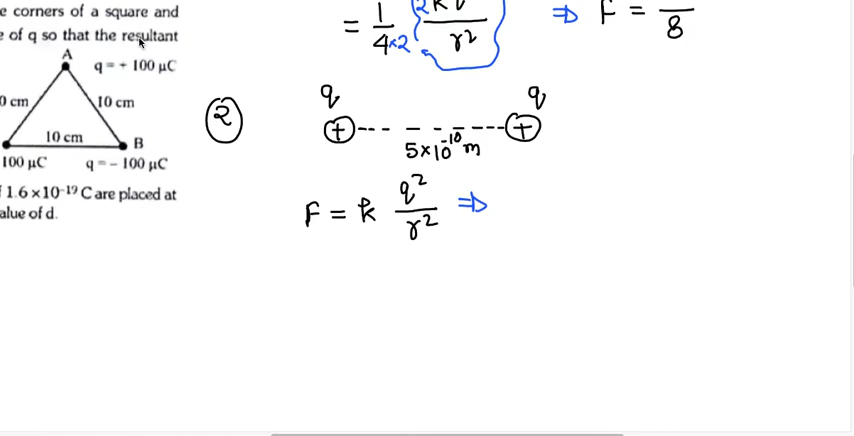 e corners of a square and
e of q so that the resultant
A
q = + 100 µC
0 cm
10 cm
10 cm
B
100 µC
q = − 100 µC
1.6 ×10⁻¹⁹ C are placed at
alue of d.
= 1/4×2 r² ⇒ F = /8
②
q q
+ --- - - - --- +
5×10⁻¹⁰ m
F = k q²/r² ⇒